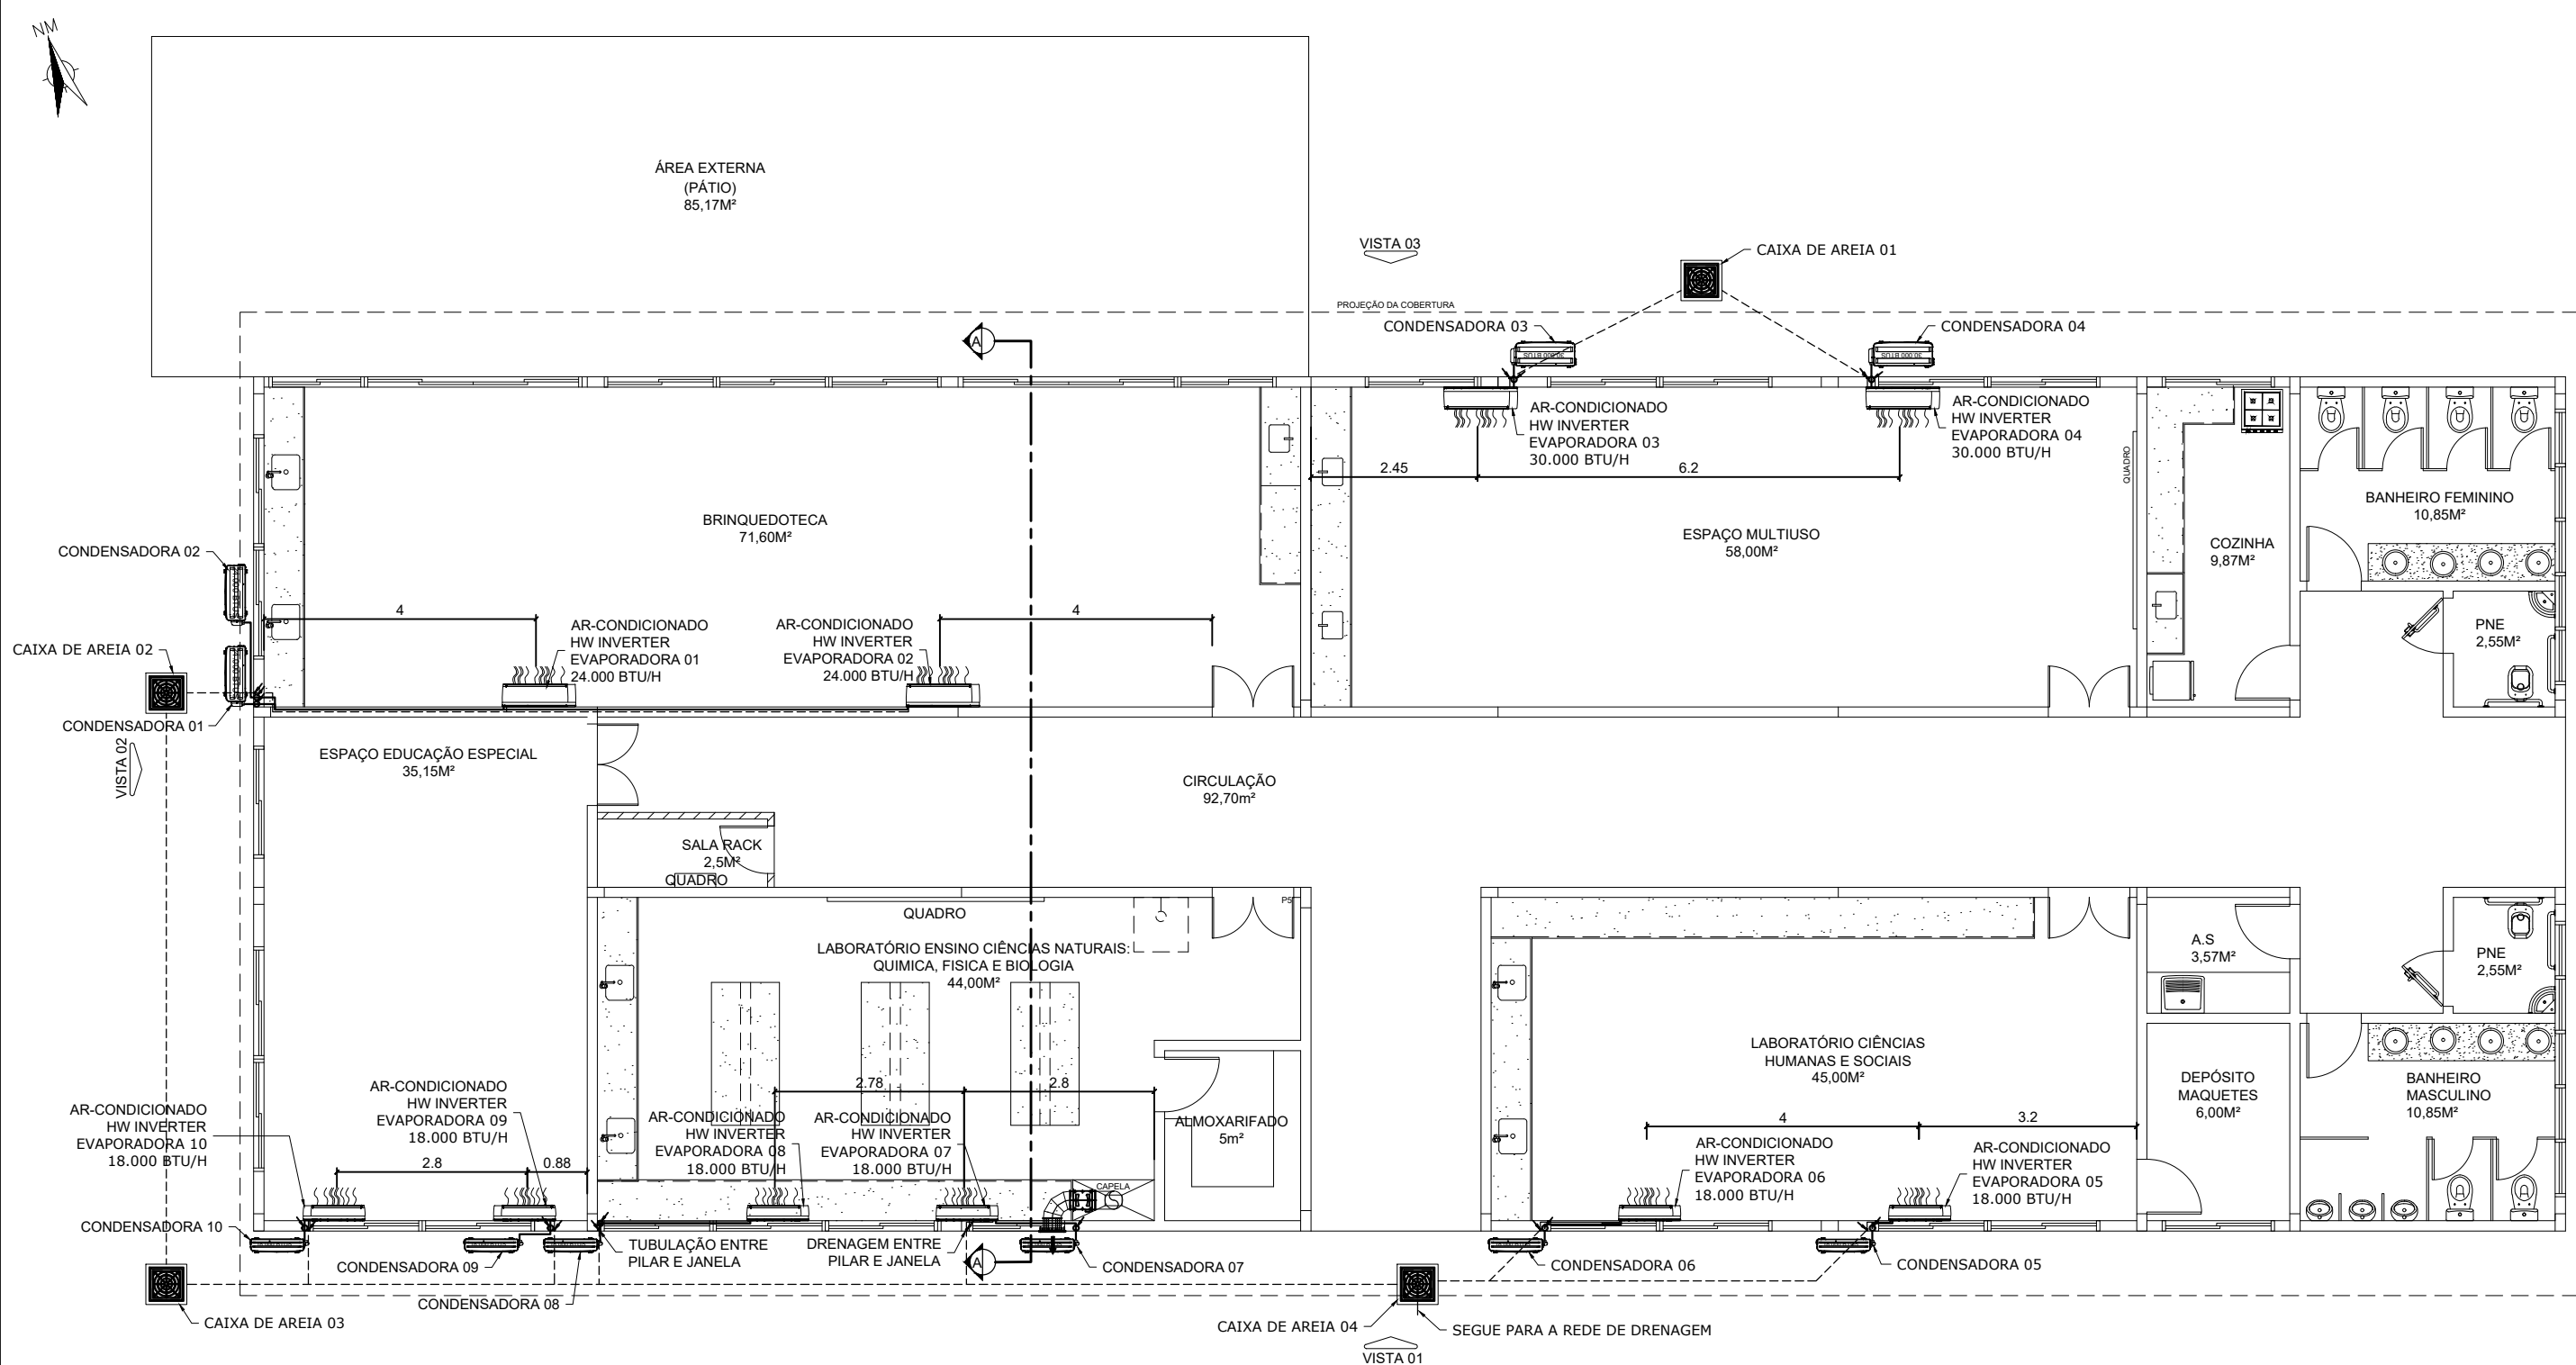 NM
ÁREA EXTERNA
(PÁTIO)
85,17M²
VISTA 03
CAIXA DE AREIA 01
PROJEÇÃO DA COBERTURA
CONDENSADORA 03
CONDENSADORA 04
30.000 BTUS
30.000 BTUS
A
AR-CONDICIONADO
HW INVERTER
EVAPORADORA 03
30.000 BTU/H
AR-CONDICIONADO
HW INVERTER
EVAPORADORA 04
30.000 BTU/H
2.45
6.2
QUADRO
BANHEIRO FEMININO
10,85M²
BRINQUEDOTECA
71,60M²
ESPAÇO MULTIUSO
58,00M²
COZINHA
9,87M²
CONDENSADORA 02
4
4
AR-CONDICIONADO
HW INVERTER
EVAPORADORA 01
24.000 BTU/H
AR-CONDICIONADO
HW INVERTER
EVAPORADORA 02
24.000 BTU/H
PNE
2,55M²
CAIXA DE AREIA 02
CONDENSADORA 01
VISTA 02
ESPAÇO EDUCAÇÃO ESPECIAL
35,15M²
CIRCULAÇÃO
92,70m²
SALA RACK
2,5M²
QUADRO
QUADRO
P5
LABORATÓRIO ENSINO CIÊNCIAS NATURAIS:
QUIMICA, FISICA E BIOLOGIA
44,00M²
A.S
3,57M²
PNE
2,55M²
LABORATÓRIO CIÊNCIAS
HUMANAS E SOCIAIS
45,00M²
DEPÓSITO
MAQUETES
6,00M²
BANHEIRO
MASCULINO
10,85M²
2.78
2.8
ALMOXARIFADO
5m²
4
3.2
AR-CONDICIONADO
HW INVERTER
EVAPORADORA 10
18.000 BTU/H
AR-CONDICIONADO
HW INVERTER
EVAPORADORA 09
18.000 BTU/H
2.8
0.88
AR-CONDICIONADO
HW INVERTER
EVAPORADORA 08
18.000 BTU/H
AR-CONDICIONADO
HW INVERTER
EVAPORADORA 07
18.000 BTU/H
CAPELA
AR-CONDICIONADO
HW INVERTER
EVAPORADORA 06
18.000 BTU/H
AR-CONDICIONADO
HW INVERTER
EVAPORADORA 05
18.000 BTU/H
CONDENSADORA 10
TUBULAÇÃO ENTRE
PILAR E JANELA
DRENAGEM ENTRE
PILAR E JANELA
A
CONDENSADORA 09
CONDENSADORA 07
CONDENSADORA 06
CONDENSADORA 05
CONDENSADORA 08
CAIXA DE AREIA 03
CAIXA DE AREIA 04
SEGUE PARA A REDE DE DRENAGEM
VISTA 01